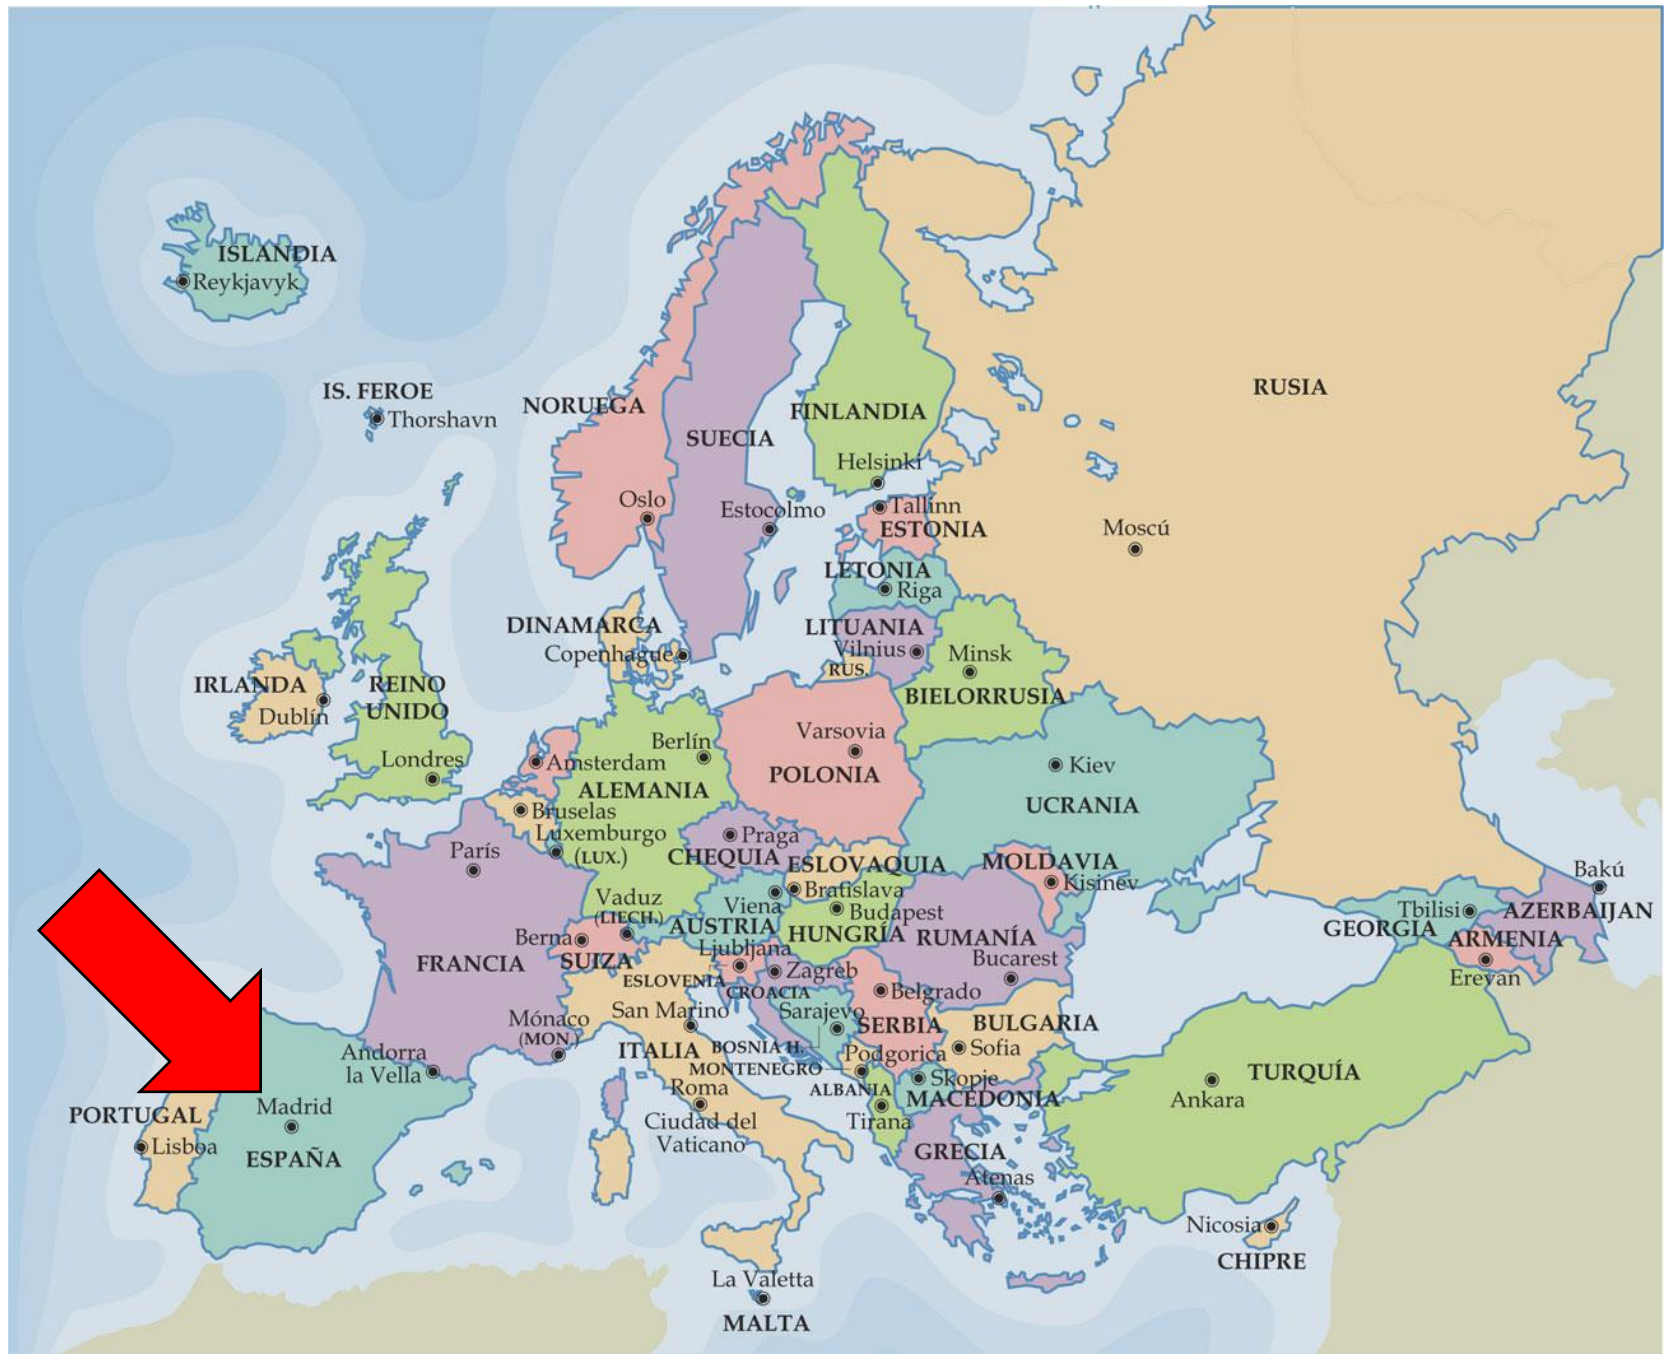 ISLANDIA
Reykjavyk
IS. FEROE
Thorshavn
NORUEGA
Oslo
SUECIA
Estocolmo
FINLANDIA
Helsinki
RUSIA
Moscú
Tallinn
ESTONIA
LETONIA
Riga
LITUANIA
Vilnius
RUS.
Minsk
BIELORRUSIA
DINAMARCA
Copenhague
IRLANDA
Dublín
REINO
UNIDO
Londres
Amsterdam
Berlín
ALEMANIA
Varsovia
POLONIA
Kiev
UCRANIA
Bruselas
Luxemburgo
(LUX.)
Praga
CHEQUIA
ESLOVAQUIA
Bratislava
MOLDAVIA
Kisinev
París
FRANCIA
Vaduz
(LIECH.)
Viena
AUSTRIA
Budapest
HUNGRÍA
RUMANÍA
Bucarest
Berna
SUIZA
Ljubljana
ESLOVENIA
Zagreb
CROACIA
Belgrado
SERBIA
Bakú
Tbilisi
GEORGIA
AZERBAIJAN
ARMENIA
Erevan
Mónaco
(MON.)
San Marino
ITALIA
Sarajevo
BOSNIA H.
MONTENEGRO
Podgorica
BULGARIA
Sofia
Andorra
la Vella
Roma
Ciudad del
Vaticano
ALBANIA
Tirana
Skopje
MACEDONIA
TURQUÍA
Ankara
PORTUGAL
Lisboa
Madrid
ESPAÑA
GRECIA
Atenas
Nicosia
CHIPRE
La Valetta
MALTA